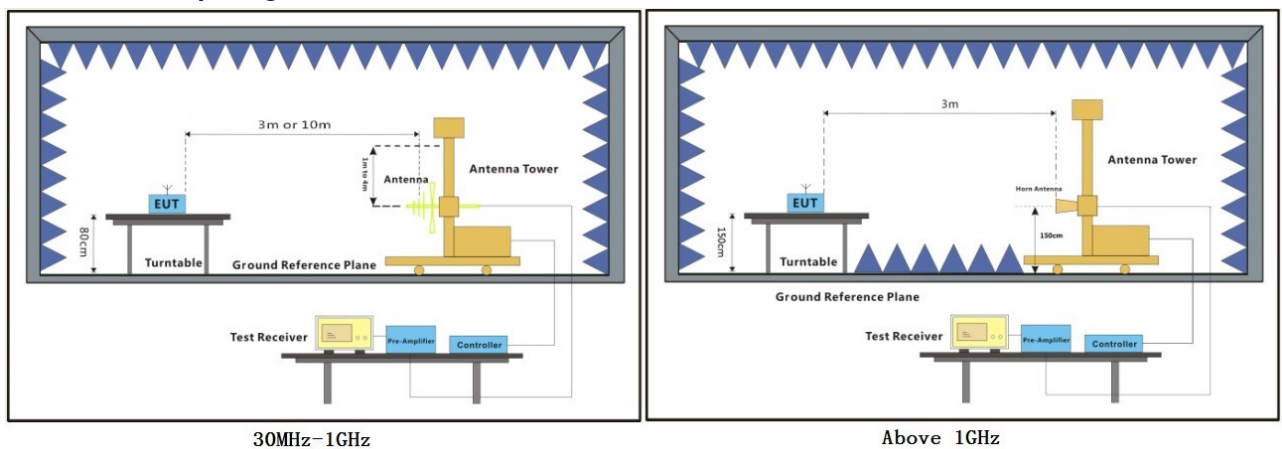 3m or 10m
1m to 4m
Antenna
Antenna Tower
EUT
80cm
Turntable
Ground Reference Plane
Test Receiver
Pre-Amplifier
Controller
30MHz-1GHz
3m
Antenna Tower
Horn Antenna
EUT
150cm
150cm
Turntable
Ground Reference Plane
Test Receiver
Pre-Amplifier
Controller
Above 1GHz